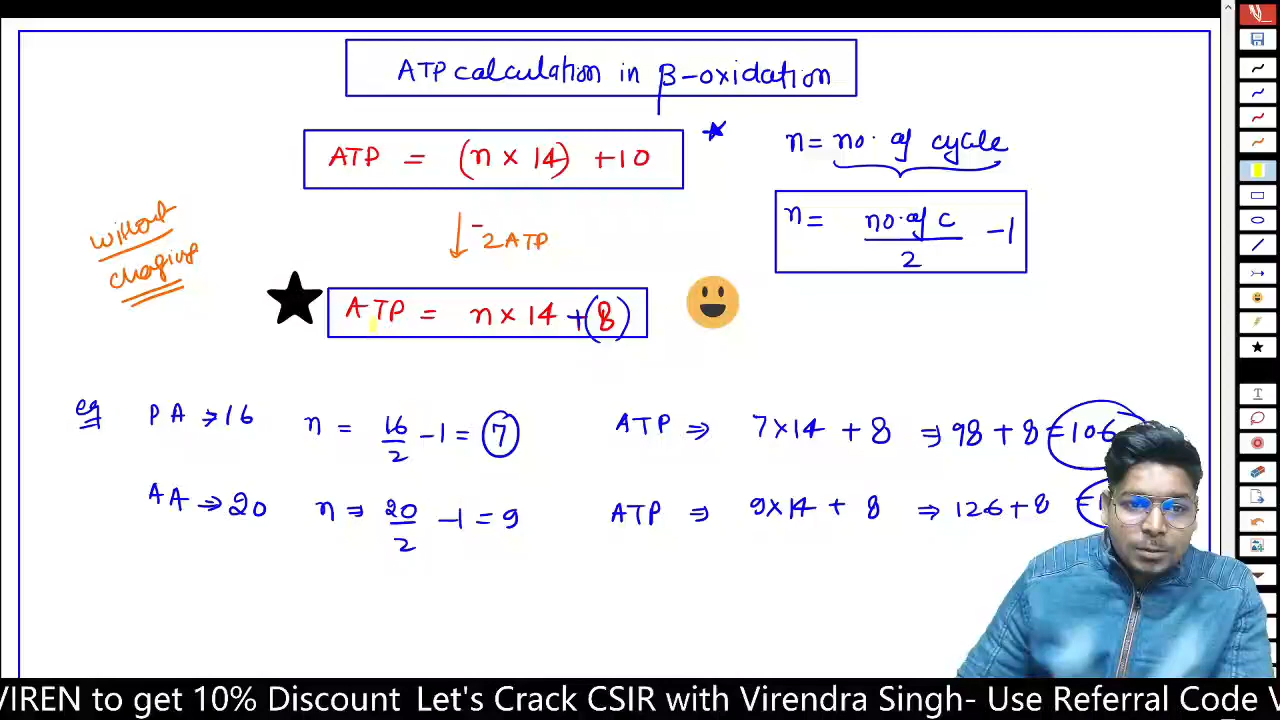 ATP calculation in β-oxidation
ATP = (n × 14) + 10
n = no. of cycle
n = no. of C / 2 - 1
without
charging
-2 ATP
ATP = n × 14 + (8)
eg PA → 16 n = 16/2 - 1 = 7 ATP ⇒ 7×14 + 8 ⇒ 98 + 8 = 106
AA → 20 n ⇒ 20/2 - 1 = 9 ATP ⇒ 9×14 + 8 ⇒ 126 + 8 = 1
VIREN to get 10% Discount Let's Crack CSIR with Virendra Singh- Use Referral Code V
T